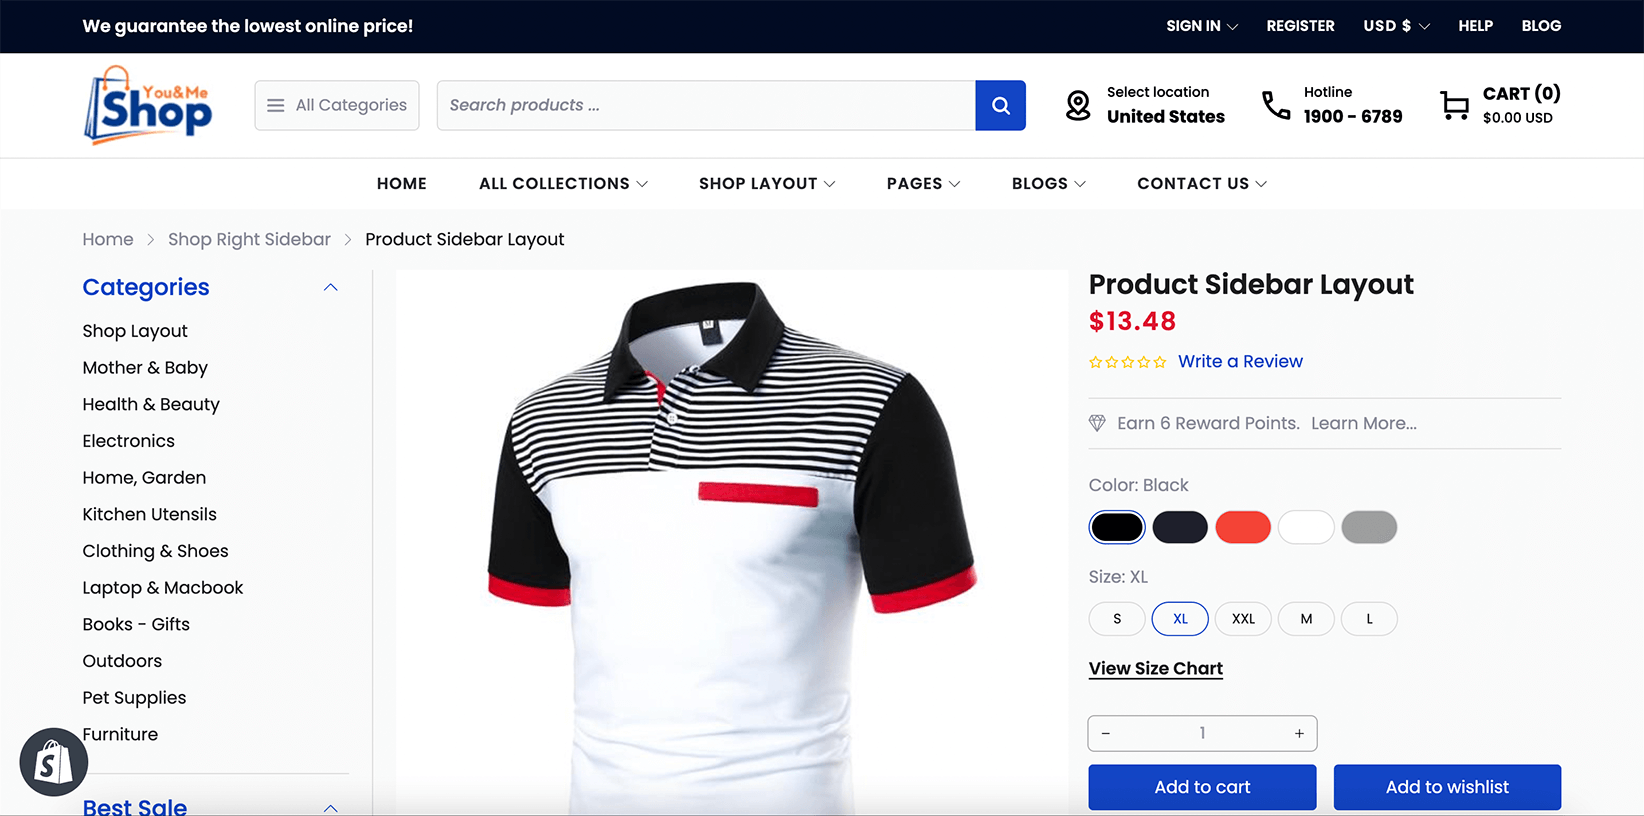 We guarantee the lowest online price!
SIGN IN
REGISTER
USD $
HELP
BLOG
You&Me
Shop
All Categories
Search products ...
Select location
United States
Hotline
1900 - 6789
CART (0)
$0.00 USD
HOME
ALL COLLECTIONS
SHOP LAYOUT
PAGES
BLOGS
CONTACT US
Home
Shop Right Sidebar
Product Sidebar Layout
Categories
Shop Layout
Mother & Baby
Health & Beauty
Electronics
Home, Garden
Kitchen Utensils
Clothing & Shoes
Laptop & Macbook
Books - Gifts
Outdoors
Pet Supplies
Furniture
S
Best Sale
M
Product Sidebar Layout
$13.48
Write a Review
Earn 6 Reward Points. Learn More...
Color: Black
Size: XL
S
XL
XXL
M
L
View Size Chart
− 1 +
Add to cart
Add to wishlist